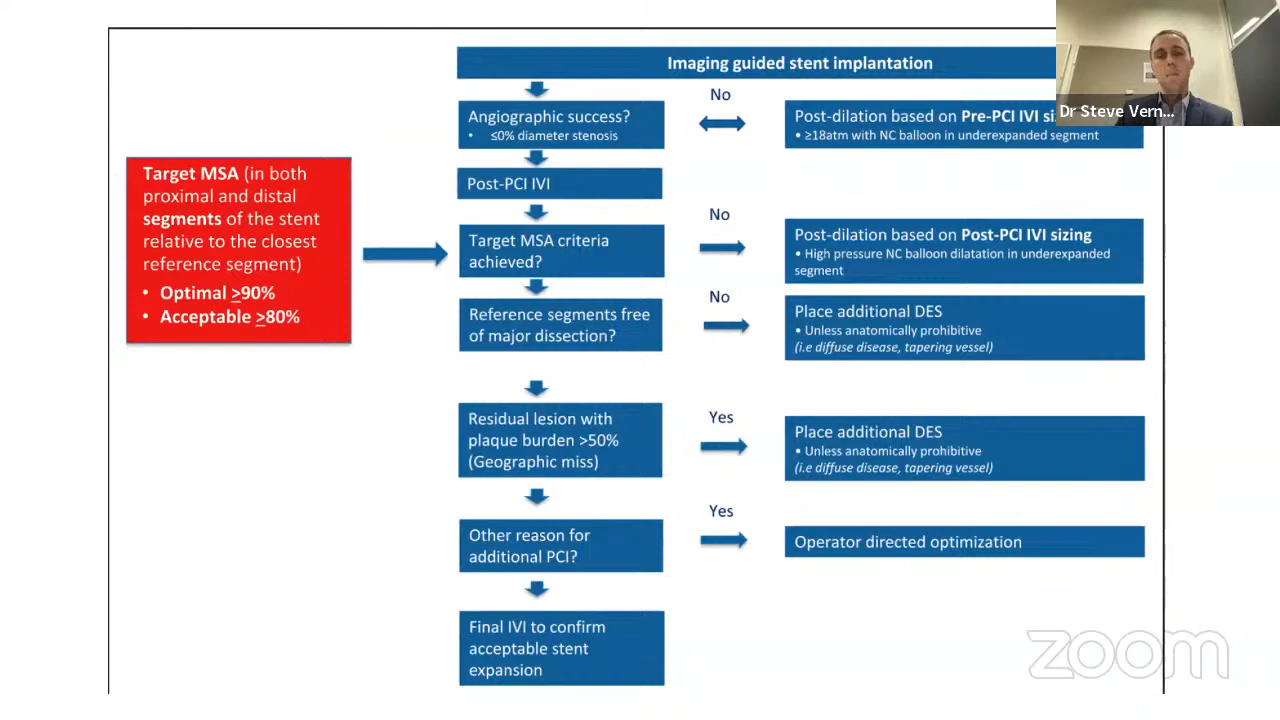 Imaging guided stent implantation
Angiographic success?
• ≤0% diameter stenosis
No
Post-dilation based on Pre-PCI IVI
• ≥18atm with NC balloon in underexpanded segment
Dr Steve Vern...
Post-PCI IVI
Target MSA (in both
proximal and distal
segments of the stent
relative to the closest
reference segment)
• Optimal ≥90%
• Acceptable ≥80%
Target MSA criteria
achieved?
No
Post-dilation based on Post-PCI IVI sizing
• High pressure NC balloon dilatation in underexpanded
segment
Reference segments free
of major dissection?
No
Place additional DES
• Unless anatomically prohibitive
(i.e diffuse disease, tapering vessel)
Residual lesion with
plaque burden >50%
(Geographic miss)
Yes
Place additional DES
• Unless anatomically prohibitive
(i.e diffuse disease, tapering vessel)
Other reason for
additional PCI?
Yes
Operator directed optimization
Final IVI to confirm
acceptable stent
expansion
zoom